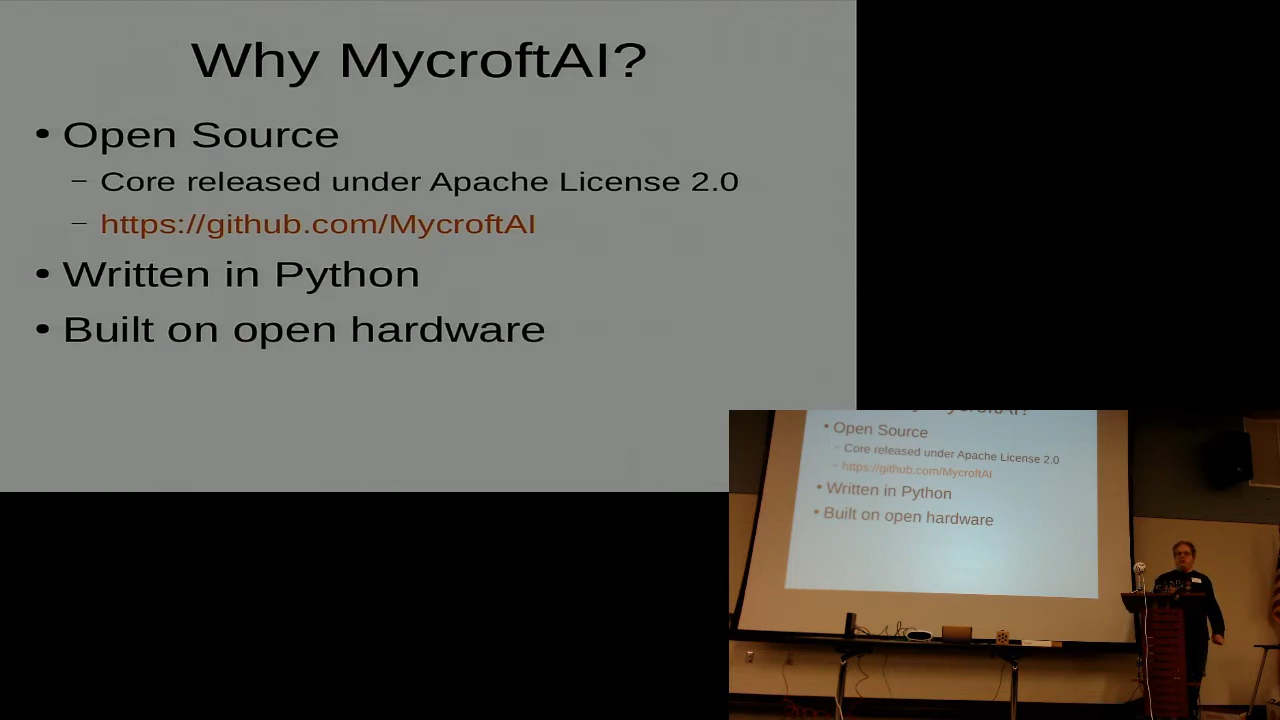 Why MycroftAI?
• Open Source
– Core released under Apache License 2.0
– https://github.com/MycroftAI
• Written in Python
• Built on open hardware
MycroftAI?
• Open Source
– Core released under Apache License 2.0
– https://github.com/MycroftAI
• Written in Python
• Built on open hardware